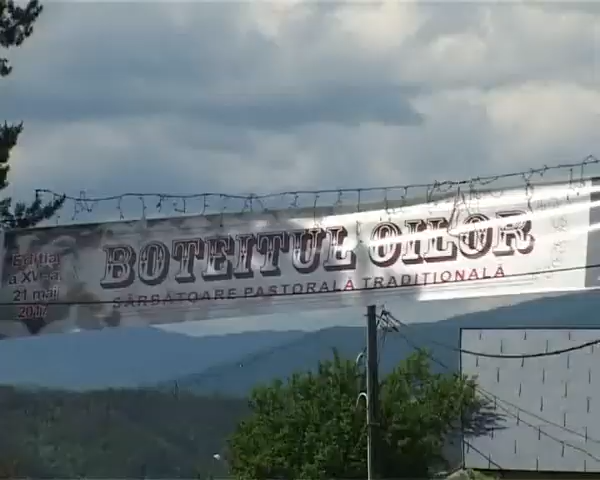 Ediția
a XV-a,
21 mai
2017
BOTEITUL OILOR
SĂRBĂTOARE PASTORALĂ TRADIȚIONALĂ